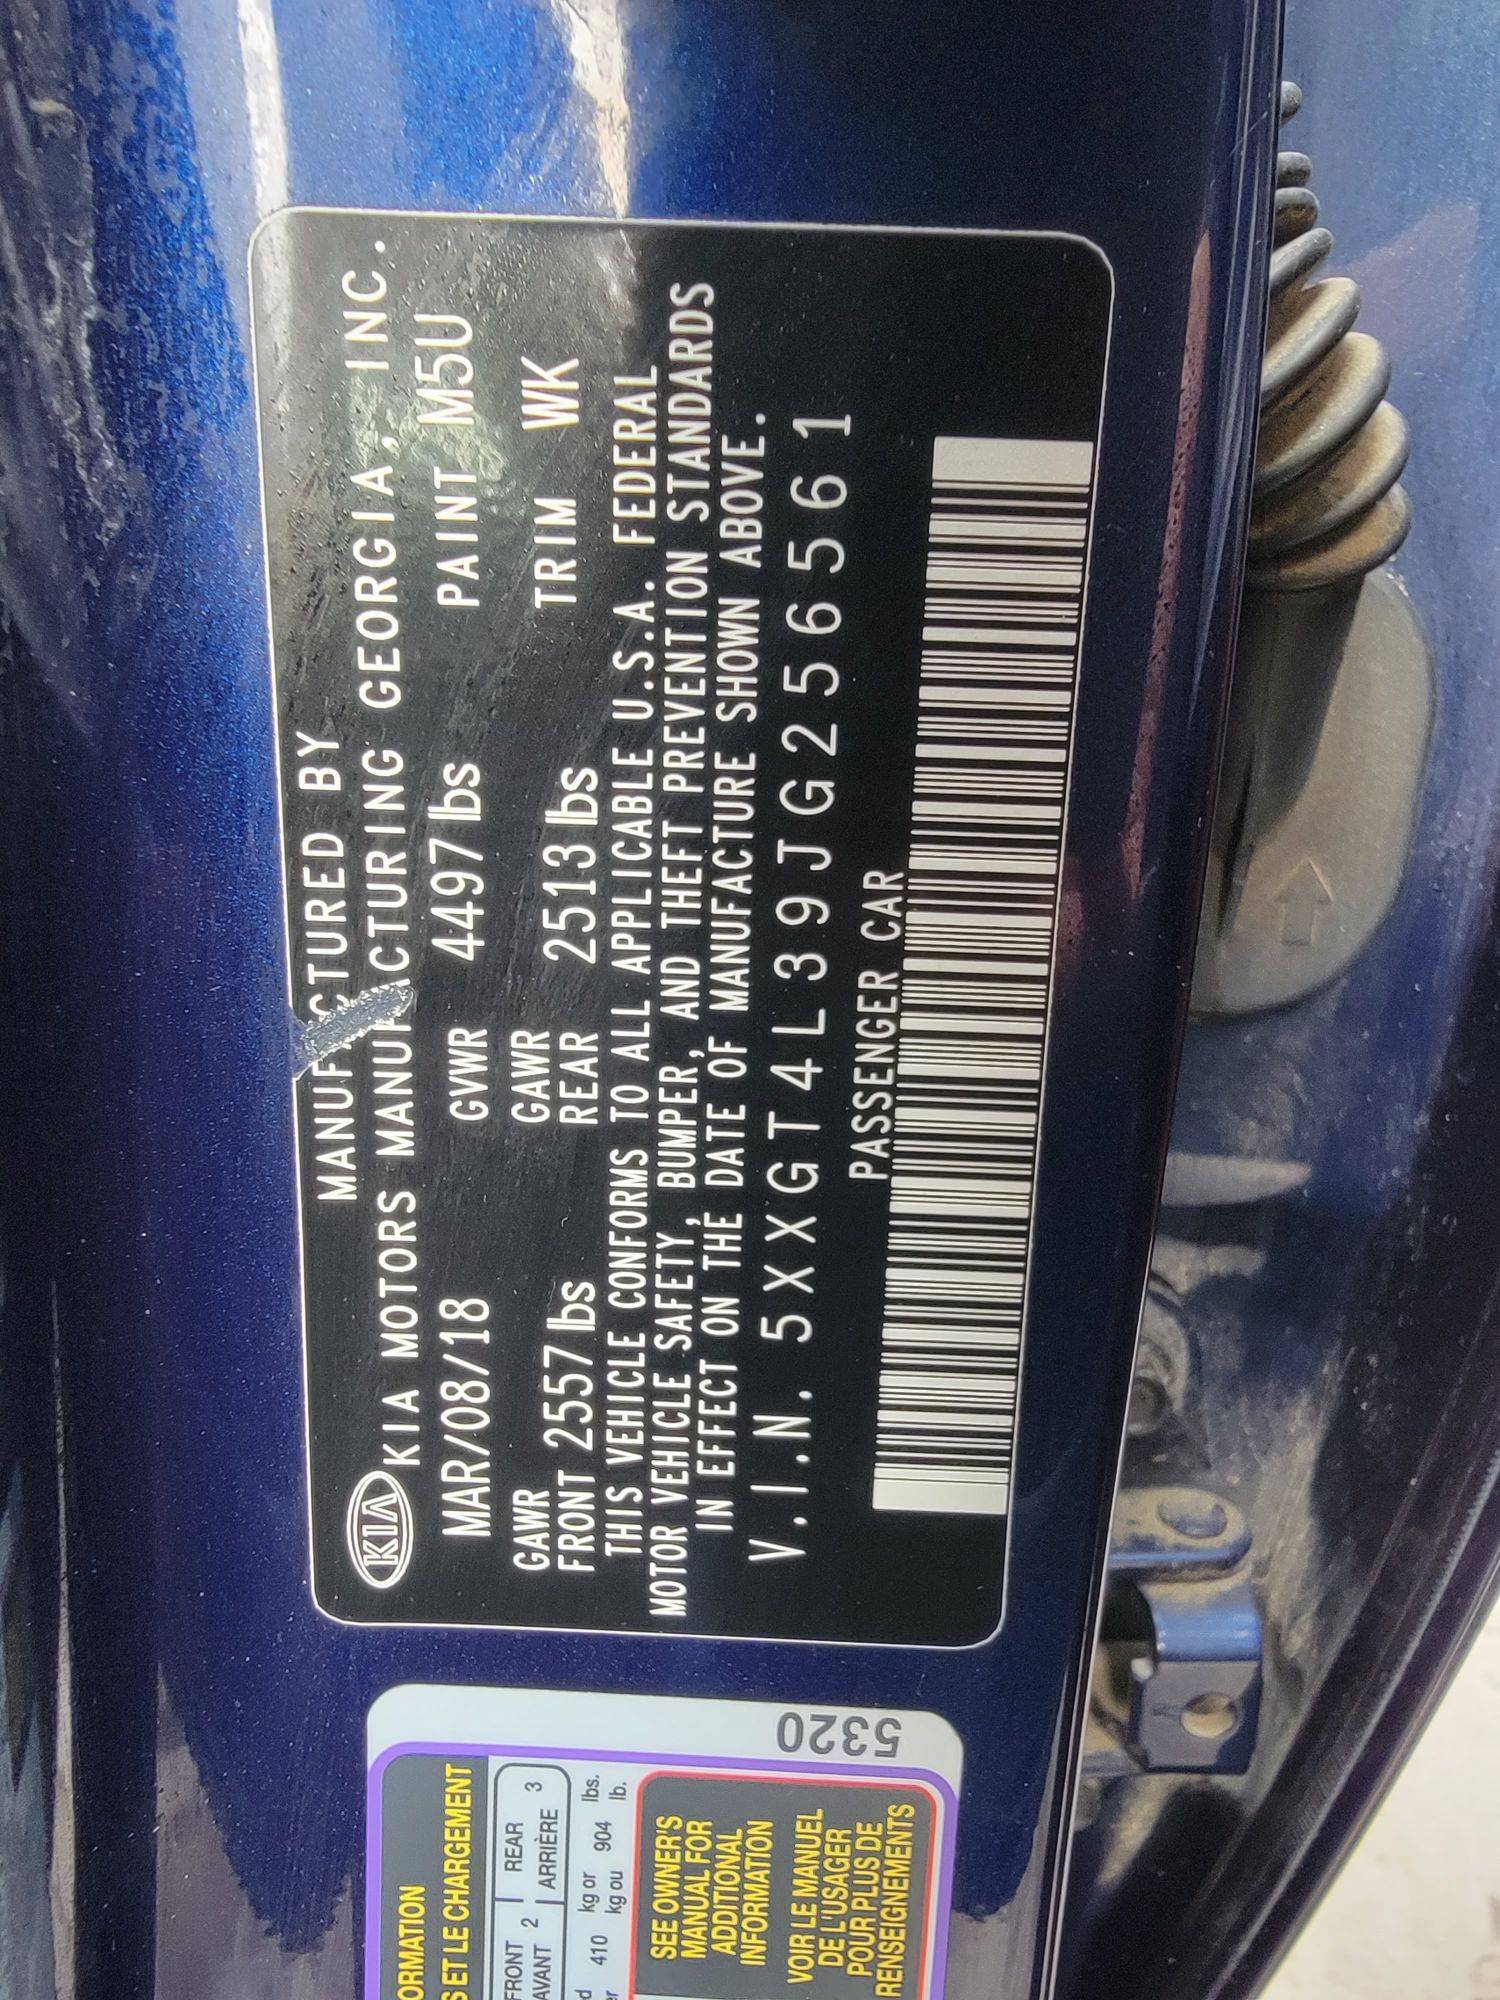 MANUFACTURED BY
KIA KIA MOTORS MANUFACTURING GEORGIA, INC.
MAR/08/18 GVWR 4497 lbs PAINT M5U
GAWR GAWR
FRONT 2557 lbs REAR 2513 lbs TRIM WK
THIS VEHICLE CONFORMS TO ALL APPLICABLE U.S.A. FEDERAL
MOTOR VEHICLE SAFETY, BUMPER, AND THEFT PREVENTION STANDARDS
IN EFFECT ON THE DATE OF MANUFACTURE SHOWN ABOVE.
V.I.N. 5XXGT4L39JG256561
PASSENGER CAR
5320
ORMATION
S ET LE CHARGEMENT
FRONT 2 REAR 3
AVANT ARRIÈRE
410 kg or 904 lbs.
kg ou lb.
SEE OWNER'S
MANUAL FOR
ADDITIONAL
INFORMATION
VOIR LE MANUEL
DE L'USAGER
POUR PLUS DE
RENSEIGNEMENTS